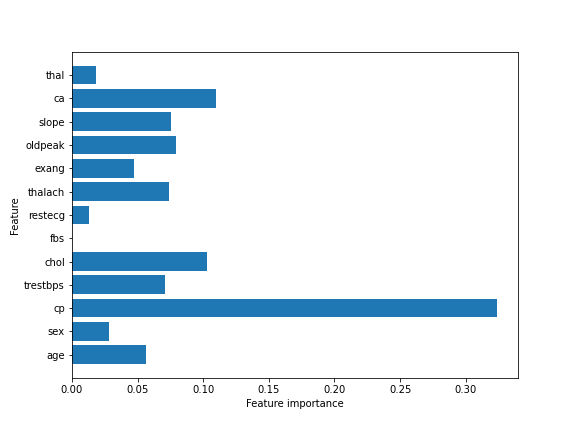 thal
ca
slope
oldpeak
exang
thalach
restecg
fbs
chol
trestbps
cp
sex
age
Feature
0.00 0.05 0.10 0.15 0.20 0.25 0.30
Feature importance